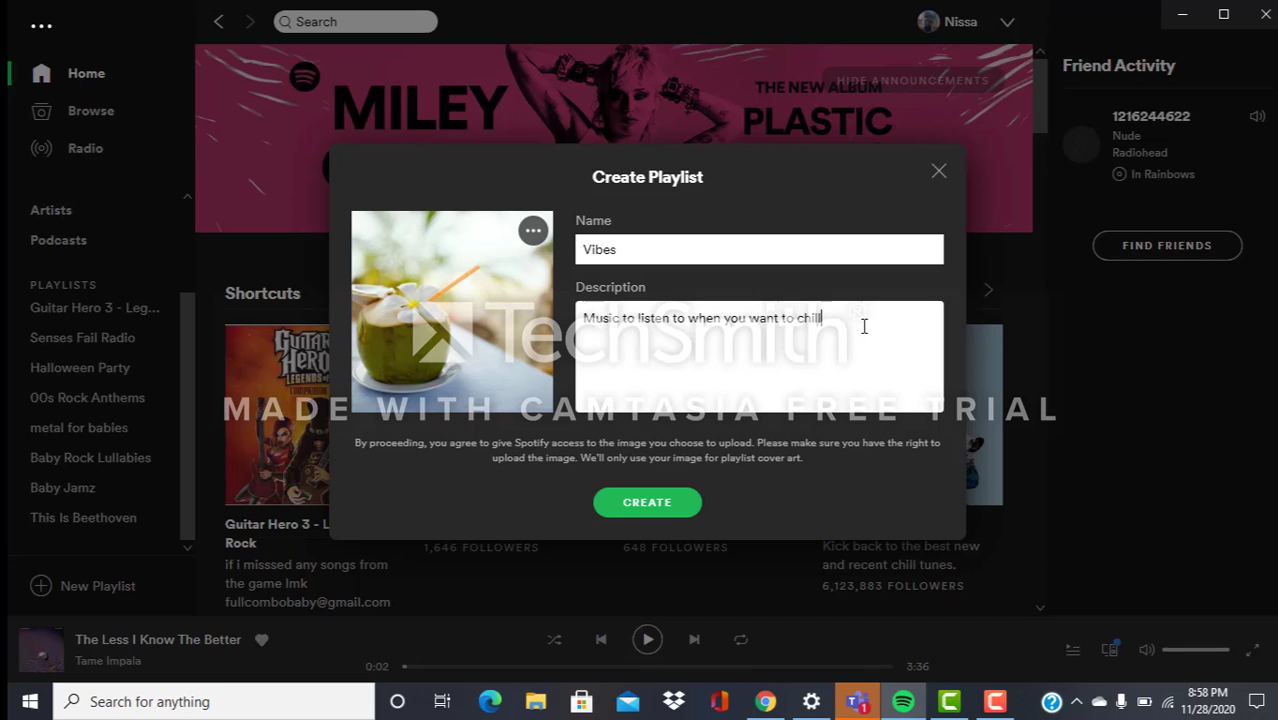 Search
Nissa
Home
Browse
Radio
Artists
Podcasts
PLAYLISTS
Guitar Hero 3 - Leg...
Senses Fail Radio
Halloween Party
00s Rock Anthems
metal for babies
Baby Rock Lullabies
Baby Jamz
This Is Beethoven
New Playlist
MILEY
THE NEW ALBUM
PLASTIC
HIDE ANNOUNCEMENTS
Shortcuts
GUITAR
HERO
LEGENDS
Guitar Hero 3 - L
Rock
if i misssed any songs from
the game lmk
fullcombobaby@gmail.com
1,646 FOLLOWERS
648 FOLLOWERS
Kick back to the best new
and recent chill tunes.
6,123,883 FOLLOWERS
Create Playlist
Name
Vibes
Description
Music to listen to when you want to chill
By proceeding, you agree to give Spotify access to the image you choose to upload. Please make sure you have the right to
upload the image. We'll only use your image for playlist cover art.
CREATE
TechSmith
MADE WITH CAMTASIA FREE TRIAL
Friend Activity
1216244622
Nude
Radiohead
In Rainbows
FIND FRIENDS
The Less I Know The Better
Tame Impala
0:02
3:36
Search for anything
1
8:58 PM
11/28/2020